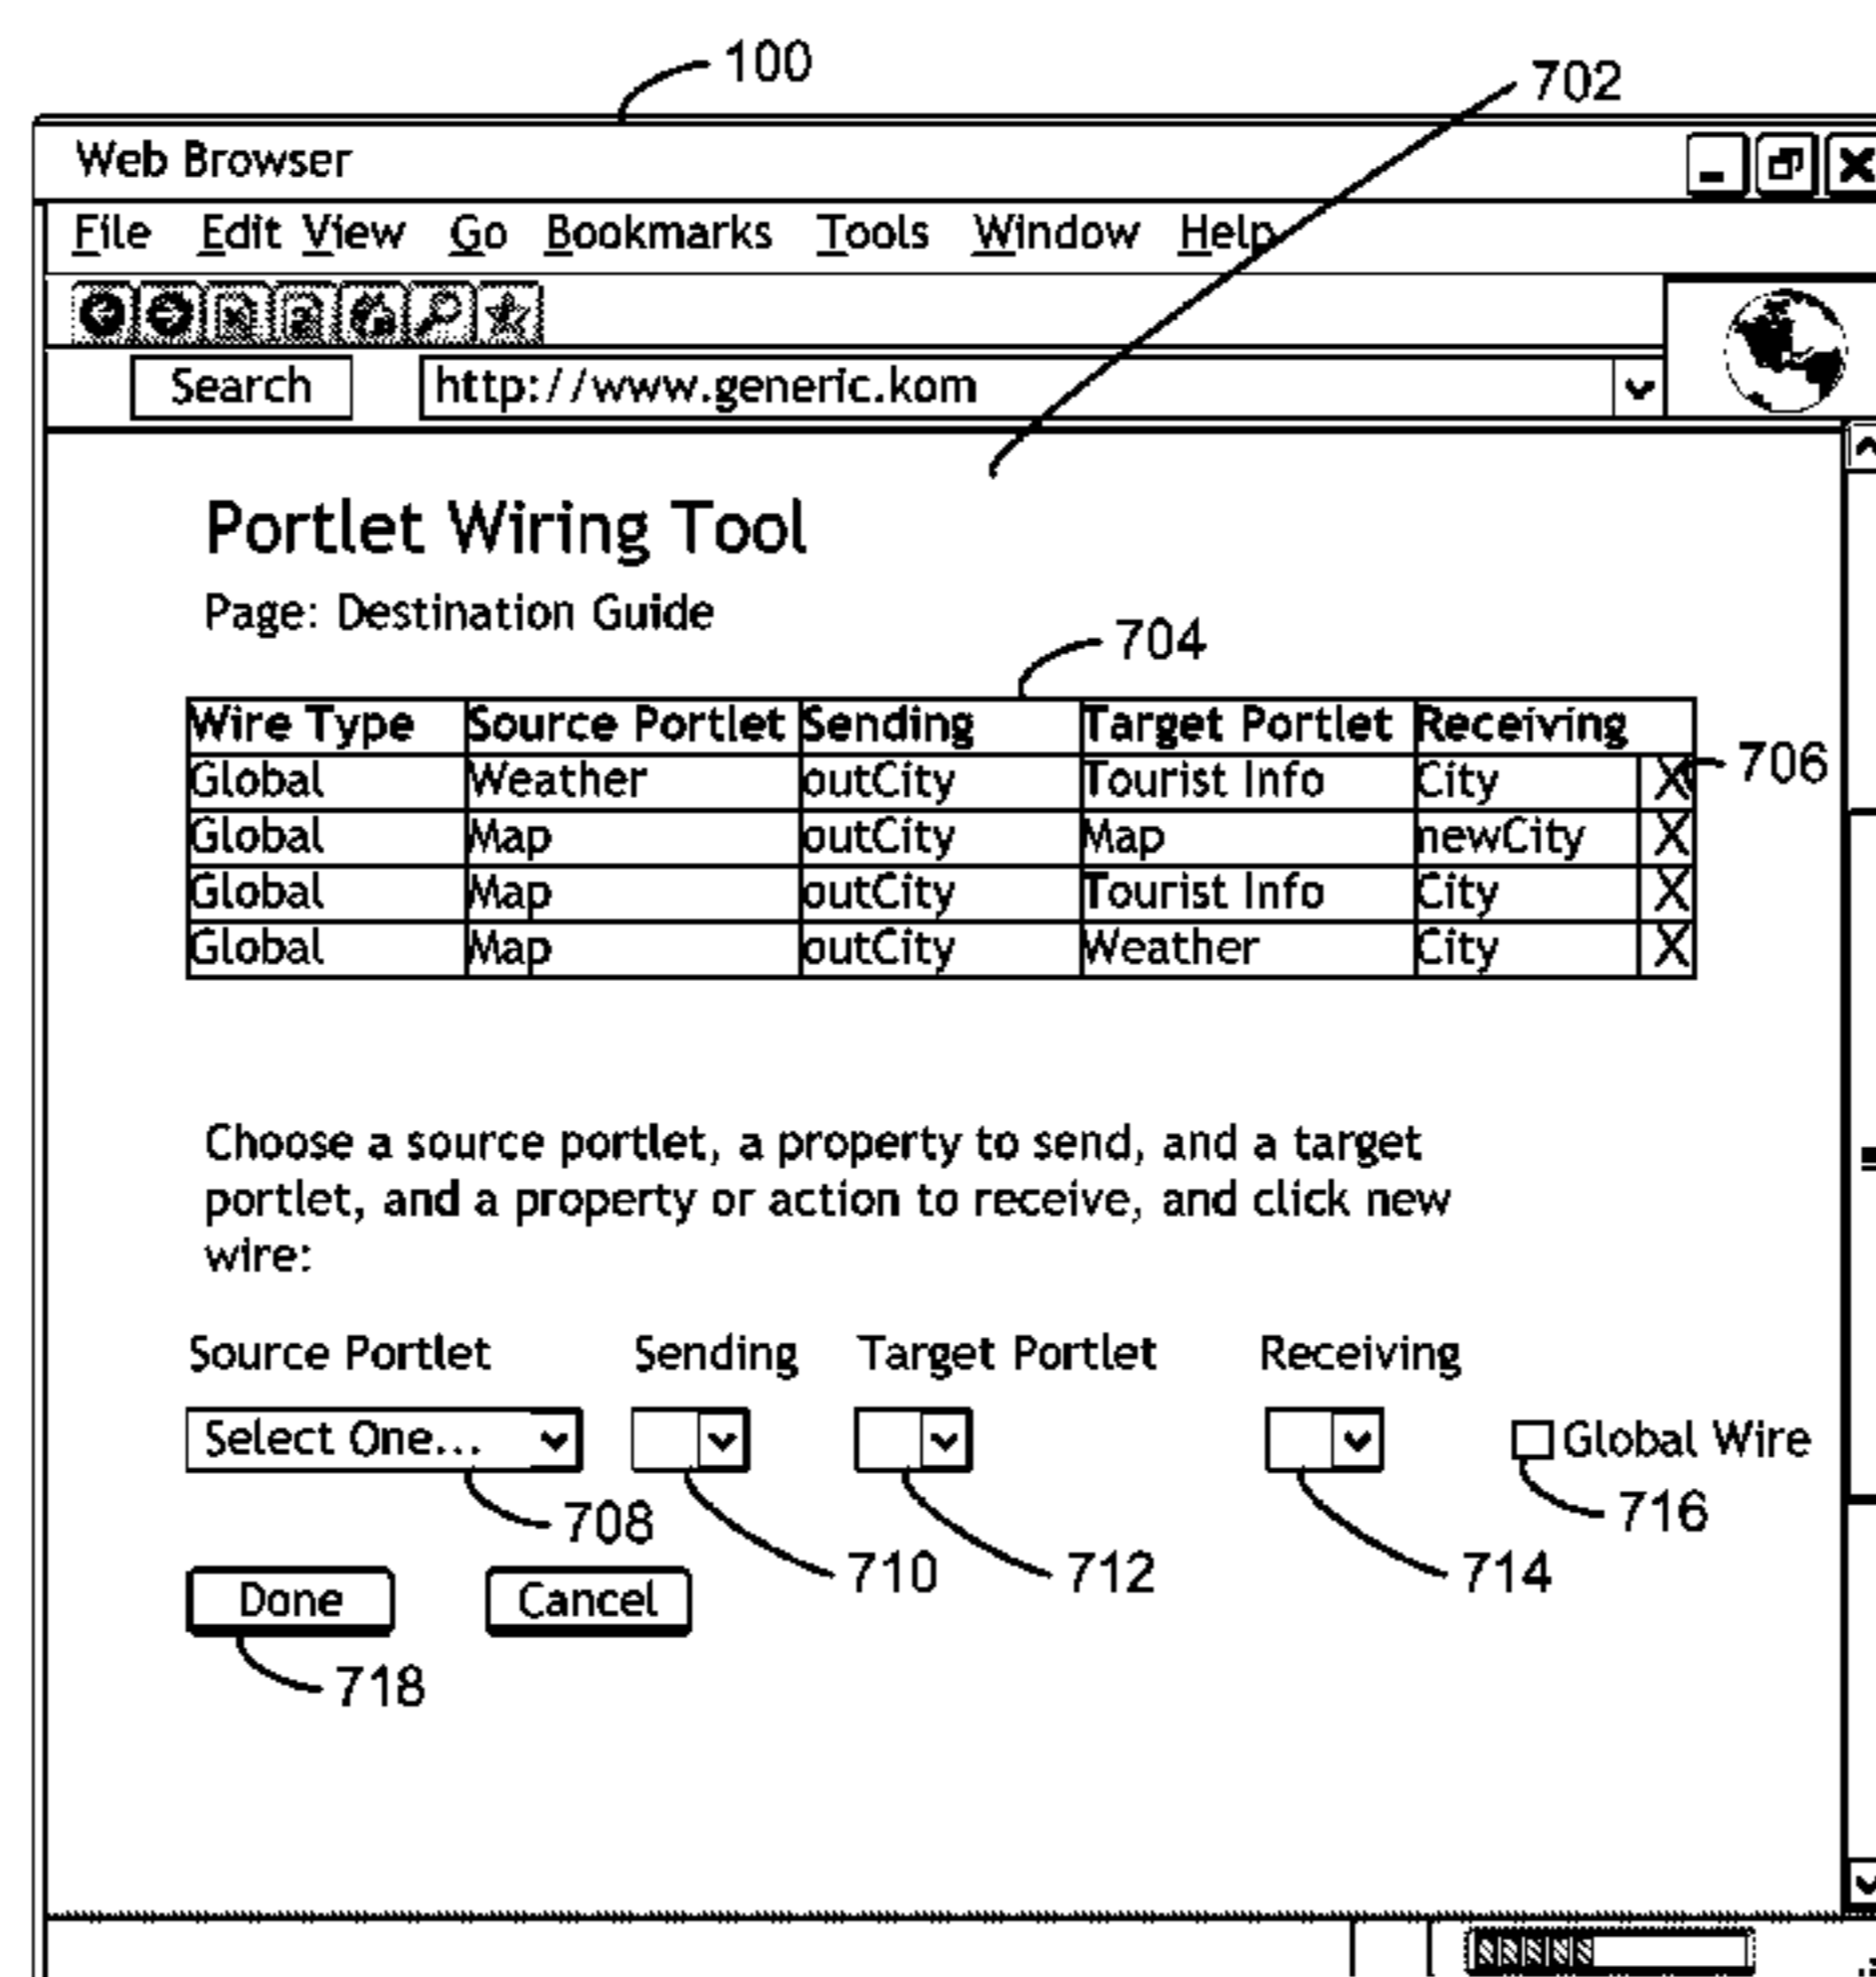 100
702
Web Browser
File Edit View Go Bookmarks Tools Window Help
Search http://www.generic.kom
Portlet Wiring Tool
Page: Destination Guide
704
Wire Type Source Portlet Sending Target Portlet Receiving
Global Weather outCity Tourist Info City X 706
Global Map outCity Map newCity X
Global Map outCity Tourist Info City X
Global Map outCity Weather City X
Choose a source portlet, a property to send, and a target
portlet, and a property or action to receive, and click new
wire:
Source Portlet Sending Target Portlet Receiving
Select One... Global Wire
708 716
710 712 714
Done Cancel
718